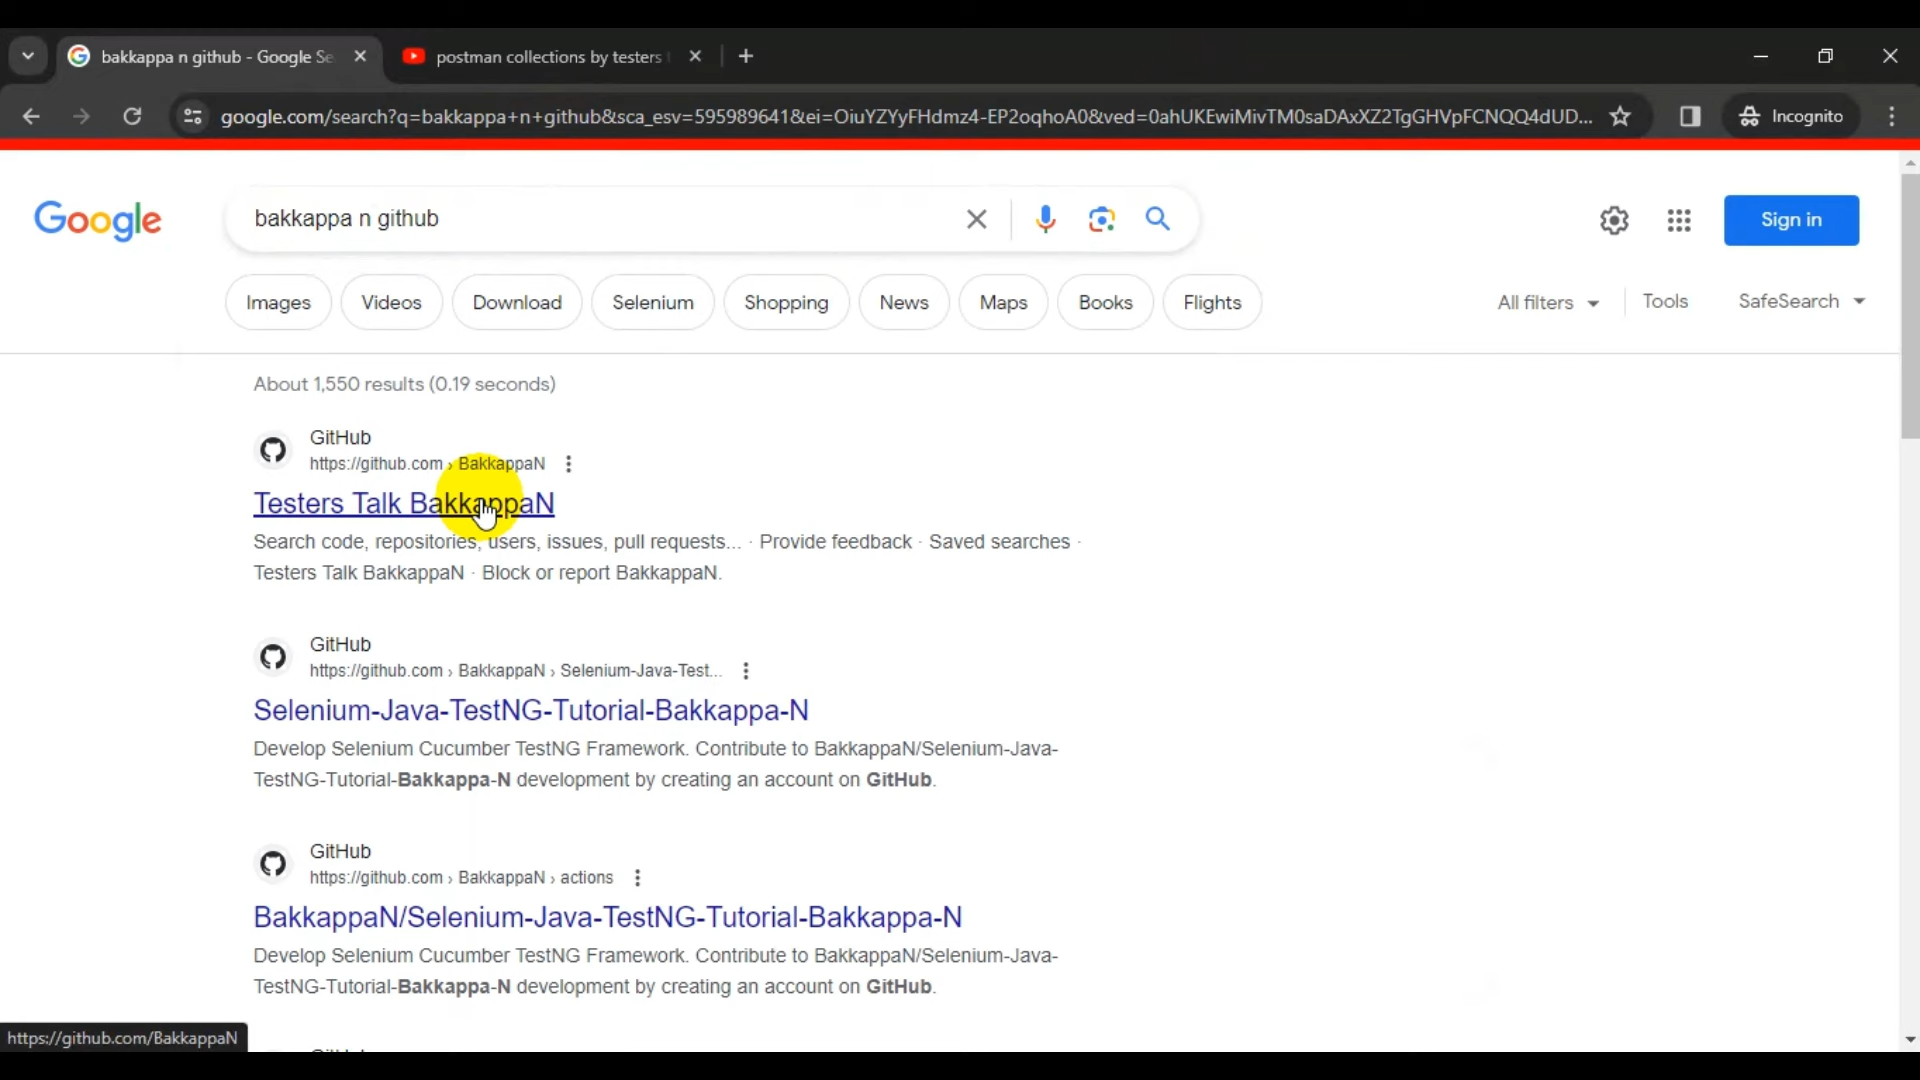 bakkappa n github - Google Se
postman collections by testers
google.com/search?q=bakkappa+n+github&sca_esv=595989641&ei=OiuYZYyFHdmz4-EP2oqhoA0&ved=0ahUKEwiMivTM0saDAxXZ2TgGHVpFCNQQ4dUD...
Incognito
Google
bakkappa n github
Sign in
Images
Videos
Download
Selenium
Shopping
News
Maps
Books
Flights
All filters
Tools
SafeSearch
About 1,550 results (0.19 seconds)
GitHub
https://github.com › BakkappaN
Testers Talk BakkappaN
Search code, repositories, users, issues, pull requests... · Provide feedback · Saved searches ·
Testers Talk BakkappaN · Block or report BakkappaN.
GitHub
https://github.com › BakkappaN › Selenium-Java-Test...
Selenium-Java-TestNG-Tutorial-Bakkappa-N
Develop Selenium Cucumber TestNG Framework. Contribute to BakkappaN/Selenium-Java-
TestNG-Tutorial-Bakkappa-N development by creating an account on GitHub.
GitHub
https://github.com › BakkappaN › actions
BakkappaN/Selenium-Java-TestNG-Tutorial-Bakkappa-N
Develop Selenium Cucumber TestNG Framework. Contribute to BakkappaN/Selenium-Java-
TestNG-Tutorial-Bakkappa-N development by creating an account on GitHub.
https://github.com/BakkappaN